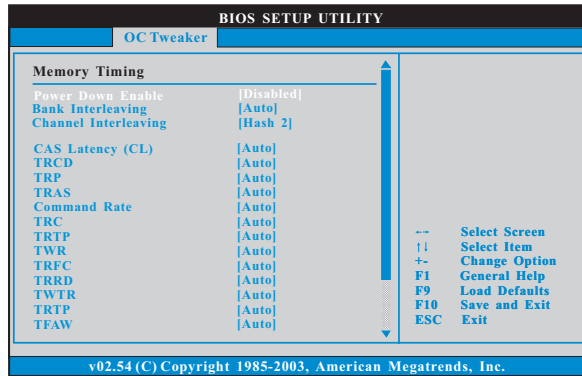 BIOS SETUP UTILITY
OC Tweaker
Memory Timing
Power Down Enable [Disabled]
Bank Interleaving [Auto]
Channel Interleaving [Hash 2]
CAS Latency (CL) [Auto]
TRCD [Auto]
TRP [Auto]
TRAS [Auto]
Command Rate [Auto]
TRC [Auto]
TRTP [Auto]
TWR [Auto]
TRFC [Auto]
TRRD [Auto]
TWTR [Auto]
TRTP [Auto]
TFAW [Auto]
←→ Select Screen
↑↓ Select Item
+- Change Option
F1 General Help
F9 Load Defaults
F10 Save and Exit
ESC Exit
v02.54 (C) Copyright 1985-2003, American Megatrends, Inc.